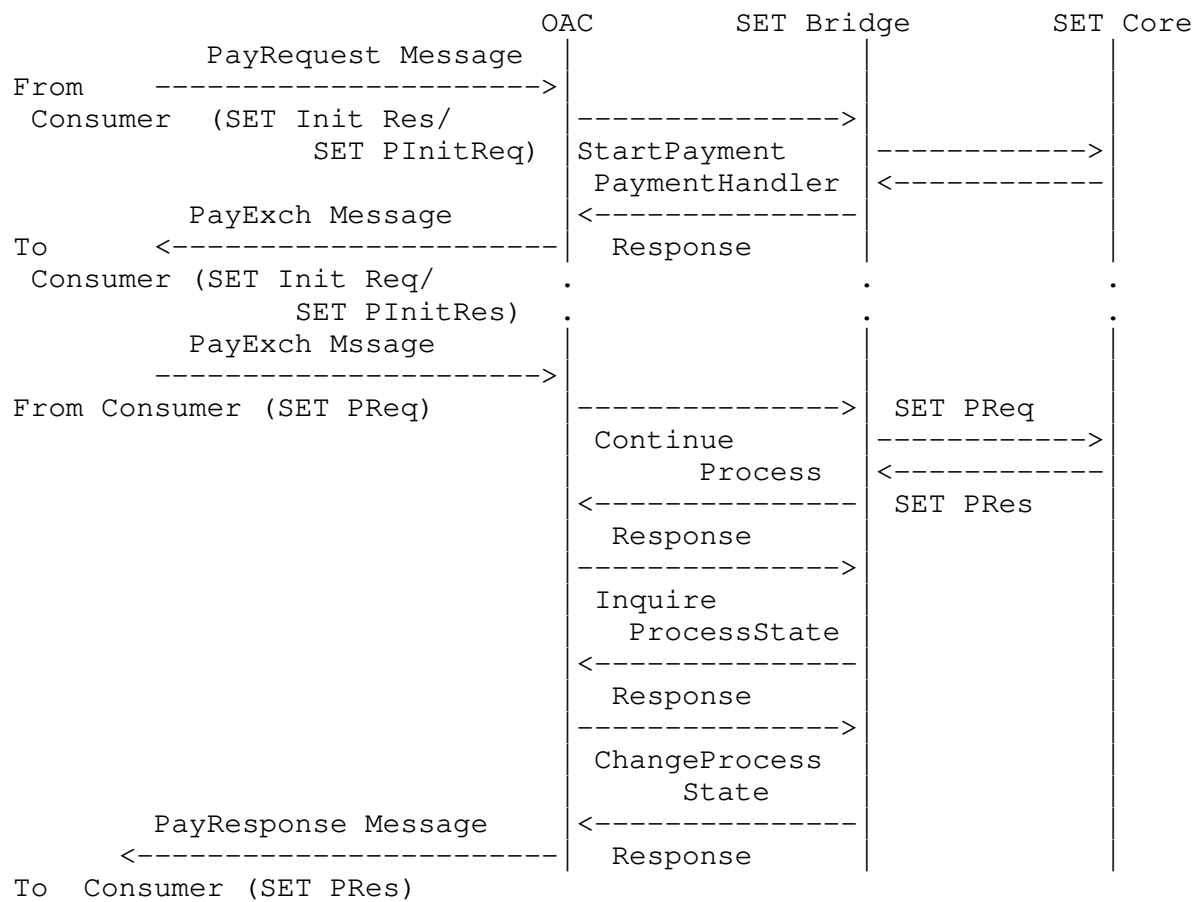 OAC SET Bridge SET Core
PayRequest Message
From
Consumer (SET Init Res/
SET PInitReq) StartPayment
PaymentHandler
PayExch Message
To Response
Consumer (SET Init Req/
SET PInitRes)
PayExch Mssage
From Consumer (SET PReq) SET PReq
Continue
Process
SET PRes
Response
Inquire
ProcessState
Response
ChangeProcess
State
PayResponse Message
Response
To Consumer (SET PRes)